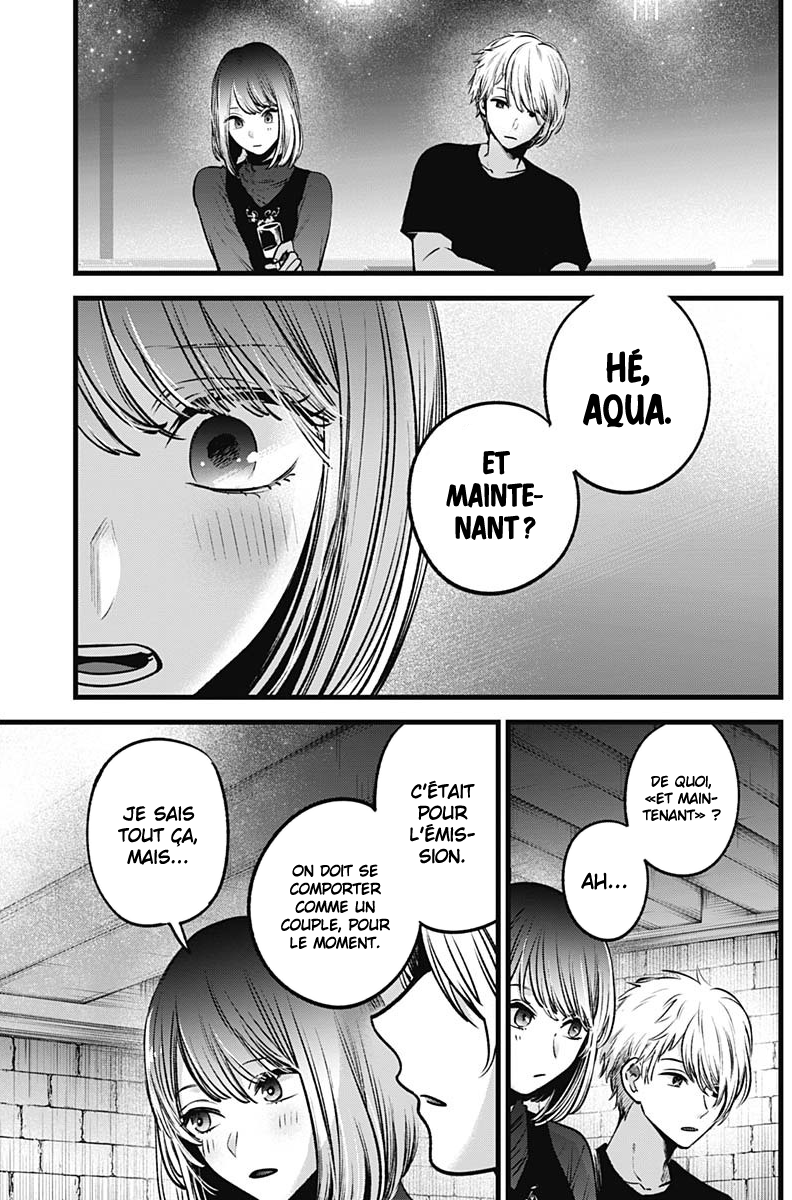 HÉ,
AQUA.
ET
MAINTE-
NANT ?
DE QUOI,
«ET MAIN-
TENANT» ?
AH...
C'ÉTAIT
POUR
L'ÉMIS-
SION.
ON DOIT SE
COMPORTER
COMME UN
COUPLE, POUR
LE MOMENT.
JE SAIS
TOUT ÇA,
MAIS...